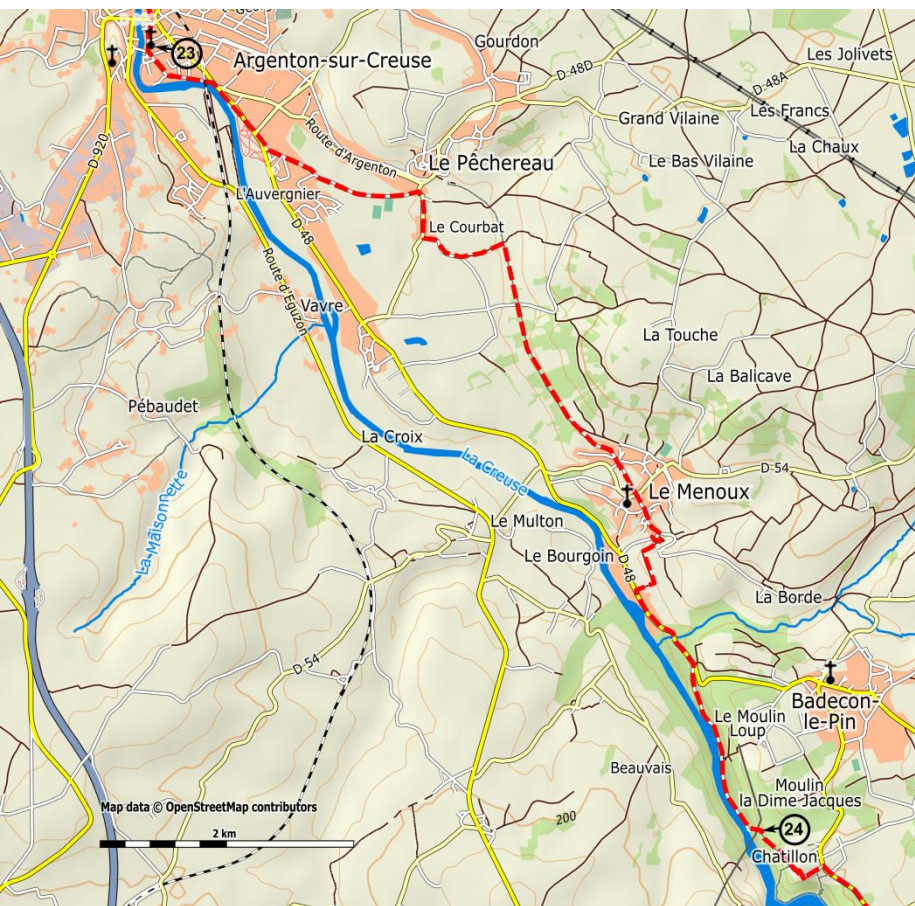 Gourdon
23
Argenton-sur-Creuse
Les Jolivets
D-48D
D-48A
Les Francs
Grand Vilaine
La Chaux
D-920
Route-d'Argenton
Le Pêchereau
Le Bas Vilaine
L'Auvergnier
Le Courbat
D-48
Route-d'Eguzon
Vavre
La Touche
La Balicave
Pébaudet
La Croix
La Creuse
D-54
Le Menoux
La-Maisonnette
Le Multon
Le Bourgoin
D-48
La Borde
D-54
Badecon-
le-Pin
Le Moulin
Loup
Beauvais
Moulin
la Dime Jacques
Map data © OpenStreetMap contributors
200
24
2 km
Chatillon